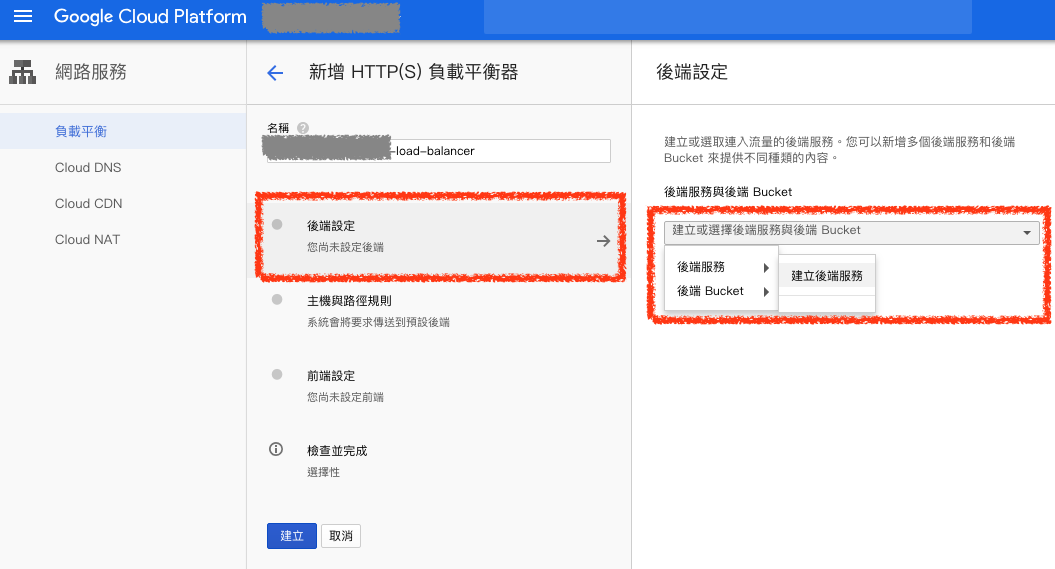 Google Cloud Platform
網路服務
負載平衡
Cloud DNS
Cloud CDN
Cloud NAT
新增 HTTP(S) 負載平衡器
名稱 ?
-load-balancer
後端設定
您尚未設定後端
主機與路徑規則
系統會將要求傳送到預設後端
前端設定
您尚未設定前端
檢查並完成
選擇性
建立 取消
後端設定
建立或選取連入流量的後端服務。您可以新增多個後端服務和後端
Bucket 來提供不同種類的內容。
後端服務與後端 Bucket
建立或選擇後端服務與後端 Bucket
後端服務
後端 Bucket
建立後端服務